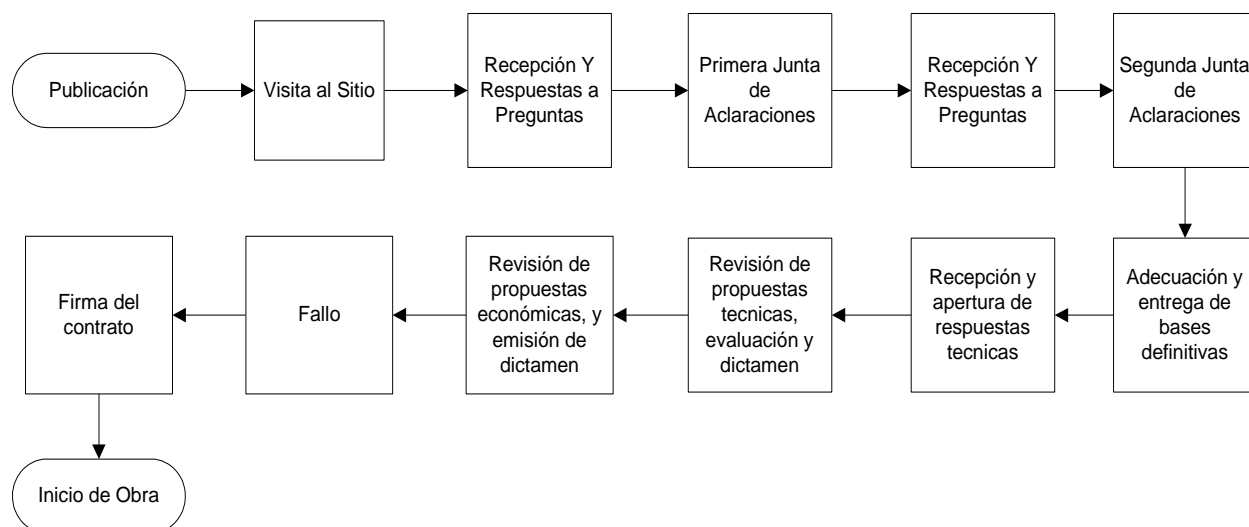 Publicación
Visita al Sitio
Recepción Y
Respuestas a
Preguntas
Primera Junta
de
Aclaraciones
Recepción Y
Respuestas a
Preguntas
Segunda Junta
de
Aclaraciones
Adecuación y
entrega de
bases
definitivas
Recepción y
apertura de
respuestas
tecnicas
Revisión de
propuestas
tecnicas,
evaluación y
dictamen
Revisión de
propuestas
económicas, y
emisión de
dictamen
Fallo
Firma del
contrato
Inicio de Obra